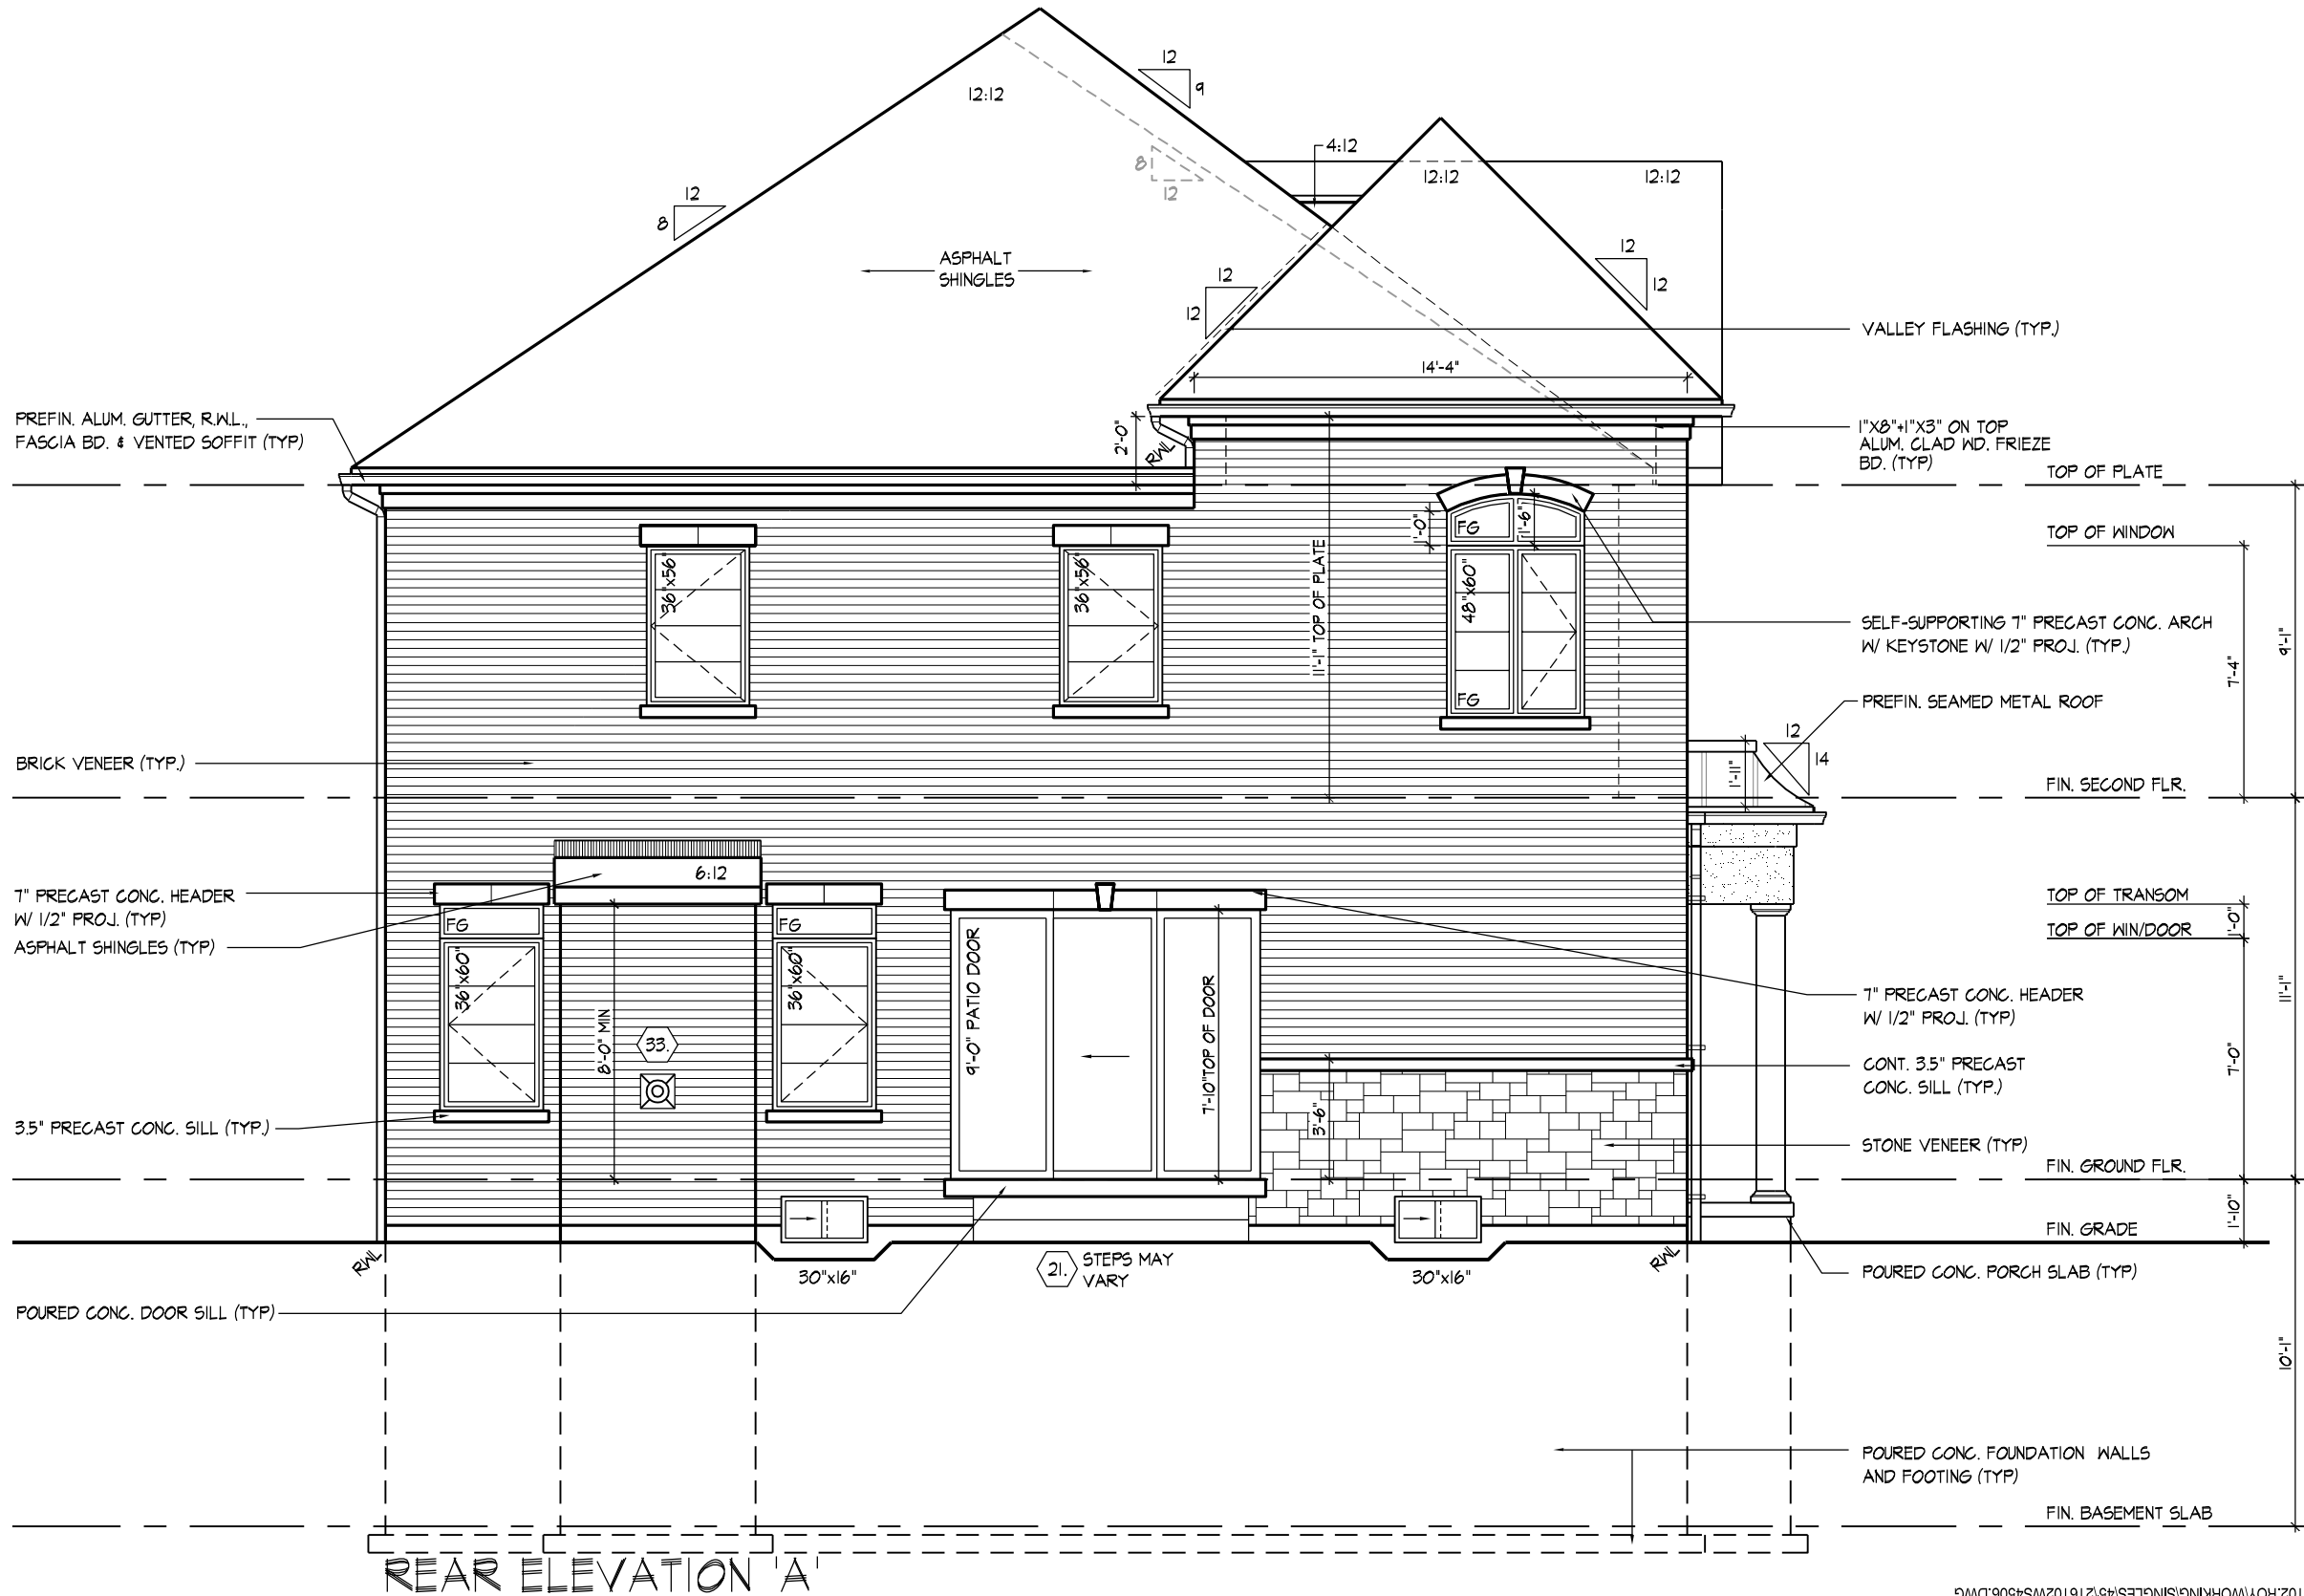 12
9
12:12
4:12
8
12
12:12
12:12
12
8
12
12
ASPHALT
SHINGLES
12
12
VALLEY FLASHING (TYP.)
14'-4"
PREFIN. ALUM. GUTTER, R.W.L.,
FASCIA BD. & VENTED SOFFIT (TYP)
2'-0"
RWL
1"X8"+1"X3" ON TOP
ALUM. CLAD WD. FRIEZE
BD. (TYP)
TOP OF PLATE
1'-0"
FG
1'-6"
TOP OF WINDOW
36"x56"
36"x56"
11'-1" TOP OF PLATE
48"x60"
FG
SELF-SUPPORTING 7" PRECAST CONC. ARCH
W/ KEYSTONE W/ 1/2" PROJ. (TYP.)
7'-4"
9'-1"
PREFIN. SEAMED METAL ROOF
12
14
1'-11"
BRICK VENEER (TYP.)
FIN. SECOND FLR.
6:12
7" PRECAST CONC. HEADER
W/ 1/2" PROJ. (TYP)
ASPHALT SHINGLES (TYP)
FG
FG
TOP OF TRANSOM
1'-0"
TOP OF WIN/DOOR
36"x60"
8'-0" MIN
33.
36"x60"
9'-0" PATIO DOOR
7'-10"TOP OF DOOR
7" PRECAST CONC. HEADER
W/ 1/2" PROJ. (TYP)
11'-1"
7'-0"
CONT. 3.5" PRECAST
CONC. SILL (TYP.)
3'-6"
3.5" PRECAST CONC. SILL (TYP.)
STONE VENEER (TYP)
FIN. GROUND FLR.
1'-10"
FIN. GRADE
RWL
30"x16"
21.
STEPS MAY
VARY
30"x16"
RWL
POURED CONC. PORCH SLAB (TYP)
POURED CONC. DOOR SILL (TYP)
10'-1"
POURED CONC. FOUNDATION WALLS
AND FOOTING (TYP)
FIN. BASEMENT SLAB
REAR ELEVATION 'A'